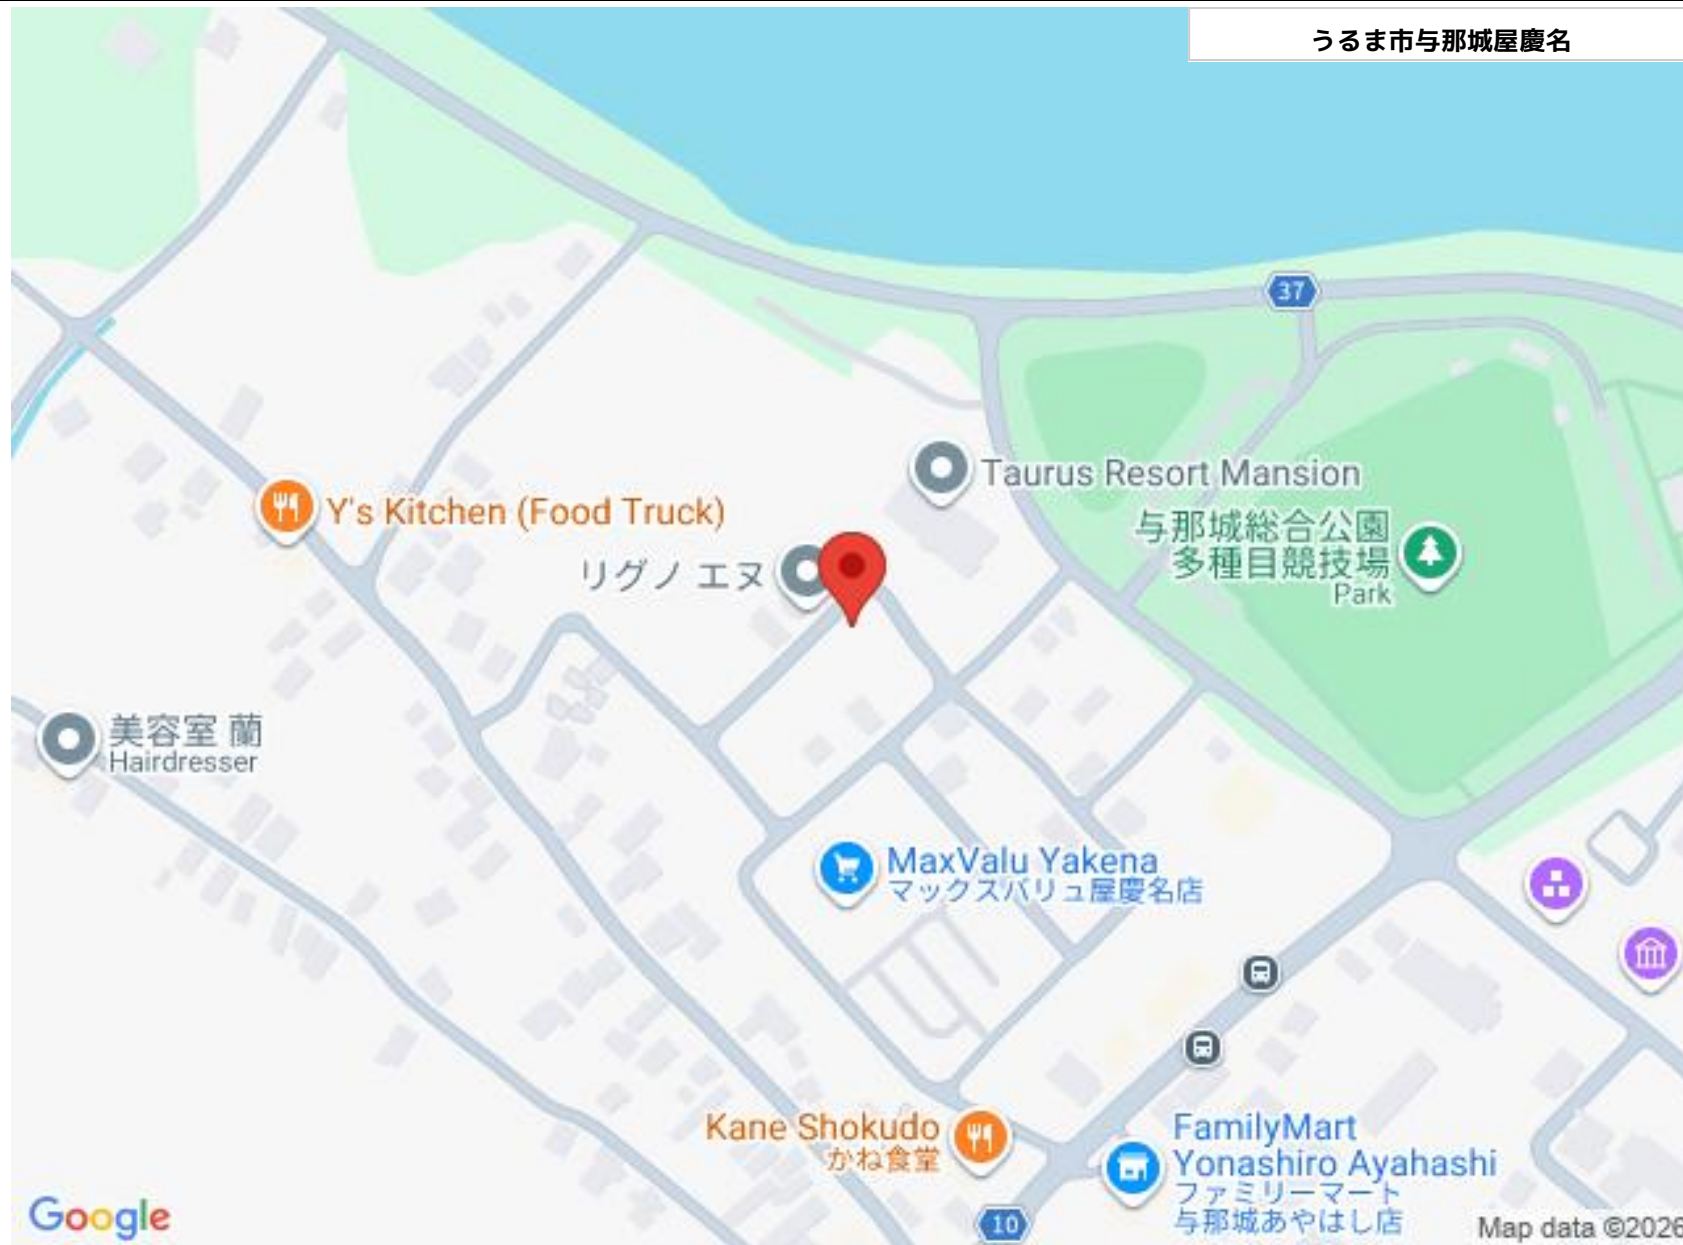 うるま市与那城屋慶名
37
Taurus Resort Mansion
与那城総合公園
多種目競技場
Park
Y's Kitchen (Food Truck)
リグノ エヌ
美容室 蘭
Hairdresser
MaxValu Yakena
マックスバリュ屋慶名店
Kane Shokudo
かね食堂
FamilyMart
Yonashiro Ayahashi
ファミリーマート
与那城あやはし店
10
Google
Map data ©2026